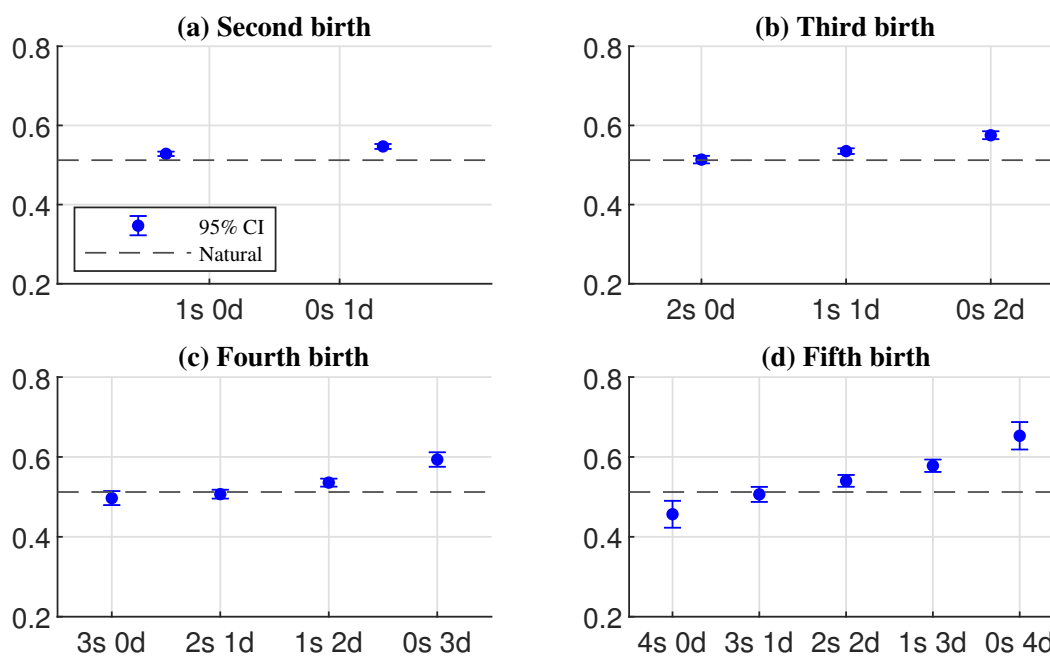 (a) Second birth
0.8
0.6
0.4
0.2
95% CI
Natural
1s 0d 0s 1d
(b) Third birth
0.8
0.6
0.4
0.2
2s 0d 1s 1d 0s 2d
(c) Fourth birth
0.8
0.6
0.4
0.2
3s 0d 2s 1d 1s 2d 0s 3d
(d) Fifth birth
0.8
0.6
0.4
0.2
4s 0d 3s 1d 2s 2d 1s 3d 0s 4d